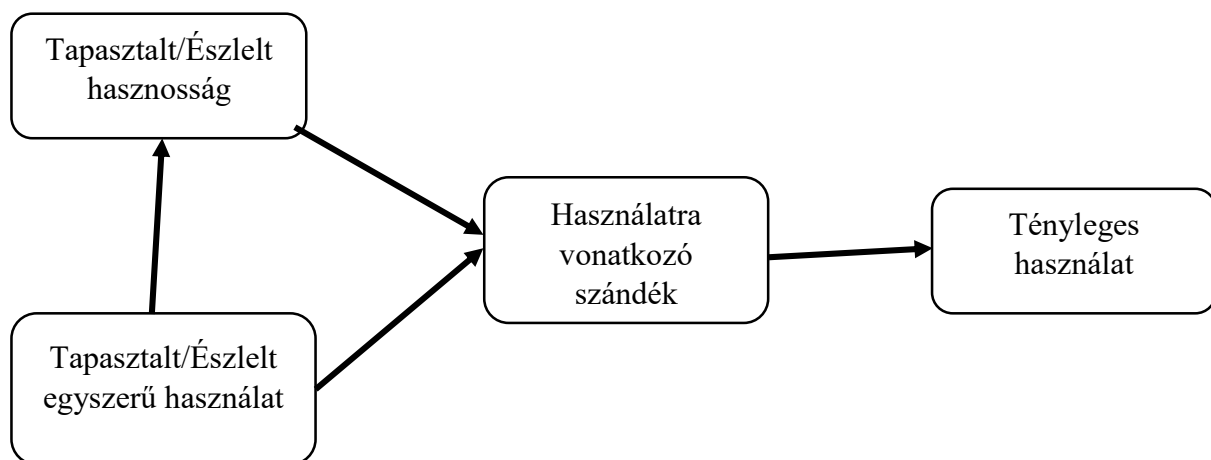 Tapasztalt/Észlelt
hasznosság
Használatra
vonatkozó
szándék
Tényleges
használat
Tapasztalt/Észlelt
egyszerű használat